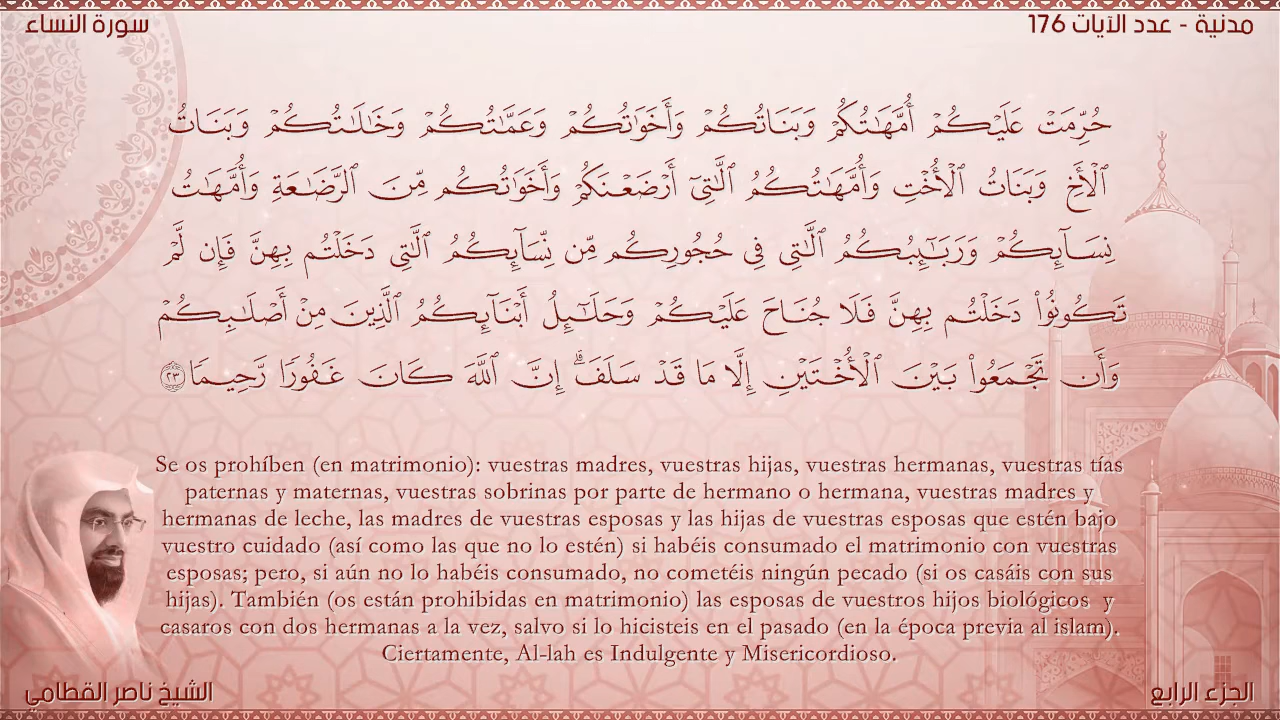 سورة النساء
مدنية - عدد الآيات 176
حُرِّمَتْ عَلَيْكُمْ أُمَّهَٰتُكُمْ وَبَنَاتُكُمْ وَأَخَوَٰتُكُمْ وَعَمَّٰتُكُمْ وَخَٰلَٰتُكُمْ وَبَنَاتُ
ٱلْأَخِ وَبَنَاتُ ٱلْأُخْتِ وَأُمَّهَٰتُكُمُ ٱلَّٰتِىٓ أَرْضَعْنَكُمْ وَأَخَوَٰتُكُم مِّنَ ٱلرَّضَٰعَةِ وَأُمَّهَٰتُ
نِسَآئِكُمْ وَرَبَٰٓئِبُكُمُ ٱلَّٰتِى فِى حُجُورِكُم مِّن نِّسَآئِكُمُ ٱلَّٰتِى دَخَلْتُم بِهِنَّ فَإِن لَّمْ
تَكُونُوا۟ دَخَلْتُم بِهِنَّ فَلَا جُنَاحَ عَلَيْكُمْ وَحَلَٰٓئِلُ أَبْنَآئِكُمُ ٱلَّذِينَ مِنْ أَصْلَٰبِكُمْ
وَأَن تَجْمَعُوا۟ بَيْنَ ٱلْأُخْتَيْنِ إِلَّا مَا قَدْ سَلَفَ ۗ إِنَّ ٱللَّهَ كَانَ غَفُورًا رَّحِيمًا ٢٣
Se os prohíben (en matrimonio): vuestras madres, vuestras hijas, vuestras hermanas, vuestras tías
paternas y maternas, vuestras sobrinas por parte de hermano o hermana, vuestras madres y
hermanas de leche, las madres de vuestras esposas y las hijas de vuestras esposas que estén bajo
vuestro cuidado (así como las que no lo estén) si habéis consumado el matrimonio con vuestras
esposas; pero, si aún no lo habéis consumado, no cometéis ningún pecado (si os casáis con sus
hijas). También (os están prohibidas en matrimonio) las esposas de vuestros hijos biológicos y
casaros con dos hermanas a la vez, salvo si lo hicisteis en el pasado (en la época previa al islam).
Ciertamente, Al-lah es Indulgente y Misericordioso.
الشيخ ناصر القطامي
الجزء الرابع